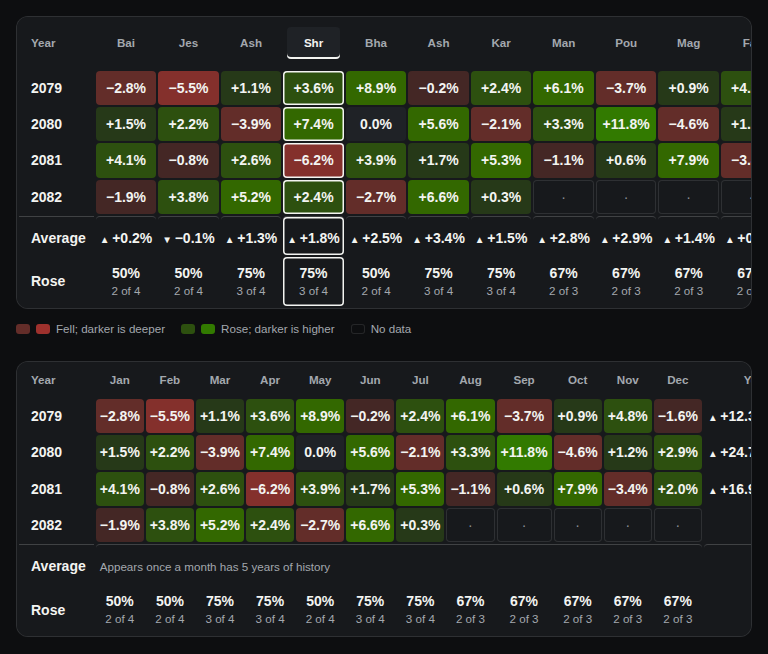 Year Bai Jes Ash Shr Bha Ash Kar Man Pou Mag
2079 −2.8% −5.5% +1.1% +3.6% +8.9% −0.2% +2.4% +6.1% −3.7% +0.9% +4.
2080 +1.5% +2.2% −3.9% +7.4% 0.0% +5.6% −2.1% +3.3% +11.8% −4.6% +1.
2081 +4.1% −0.8% +2.6% −6.2% +3.9% +1.7% +5.3% −1.1% +0.6% +7.9% −3.
2082 −1.9% +3.8% +5.2% +2.4% −2.7% +6.6% +0.3% · · · ·
Average ▲ +0.2% ▼ −0.1% ▲ +1.3% ▲ +1.8% ▲ +2.5% ▲ +3.4% ▲ +1.5% ▲ +2.8% ▲ +2.9% ▲ +1.4% ▲ +0
Rose 50% 50% 75% 75% 50% 75% 75% 67% 67% 67% 67
2 of 4 2 of 4 3 of 4 3 of 4 2 of 4 3 of 4 3 of 4 2 of 3 2 of 3 2 of 3 2
Fell; darker is deeper Rose; darker is higher No data
Year Jan Feb Mar Apr May Jun Jul Aug Sep Oct Nov Dec Y
2079 −2.8% −5.5% +1.1% +3.6% +8.9% −0.2% +2.4% +6.1% −3.7% +0.9% +4.8% −1.6% ▲ +12.3
2080 +1.5% +2.2% −3.9% +7.4% 0.0% +5.6% −2.1% +3.3% +11.8% −4.6% +1.2% +2.9% ▲ +24.7
2081 +4.1% −0.8% +2.6% −6.2% +3.9% +1.7% +5.3% −1.1% +0.6% +7.9% −3.4% +2.0% ▲ +16.9
2082 −1.9% +3.8% +5.2% +2.4% −2.7% +6.6% +0.3% · · · · ·
Average Appears once a month has 5 years of history
Rose 50% 50% 75% 75% 50% 75% 75% 67% 67% 67% 67% 67%
2 of 4 2 of 4 3 of 4 3 of 4 2 of 4 3 of 4 3 of 4 2 of 3 2 of 3 2 of 3 2 of 3 2 of 3